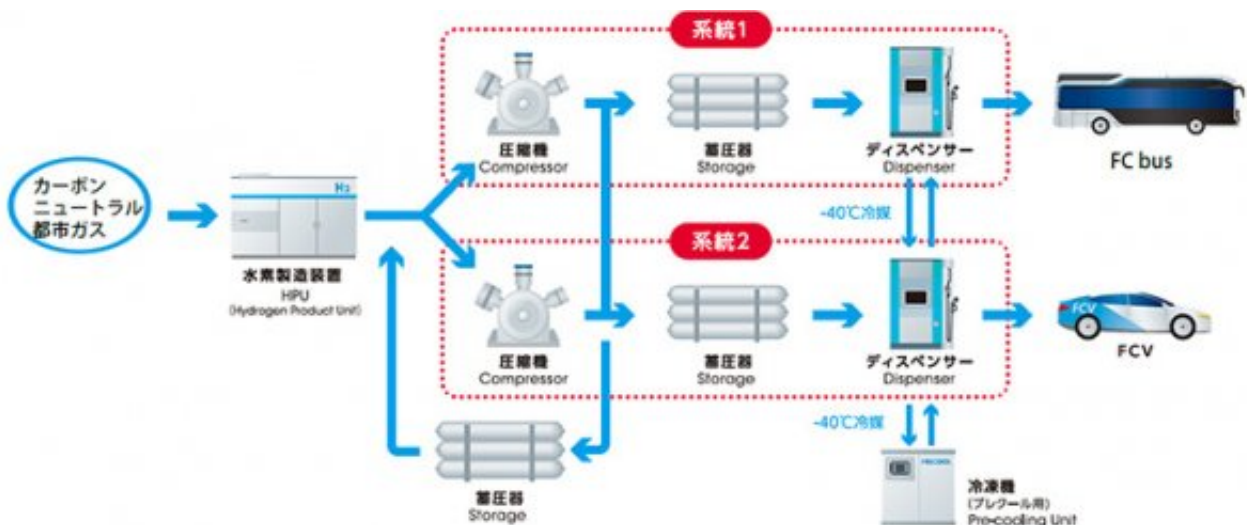 系統1
圧縮機
Compressor
蓄圧器
Storage
ディスペンサー
Dispenser
FC bus
カーボン
ニュートラル
都市ガス
H2
水素製造装置
HPU
(Hydrogen Product Unit)
-40℃冷媒
系統2
圧縮機
Compressor
蓄圧器
Storage
ディスペンサー
Dispenser
FCV
FCV
-40℃冷媒
蓄圧器
Storage
冷凍機
(プレクール用)
Pre-cooling Unit